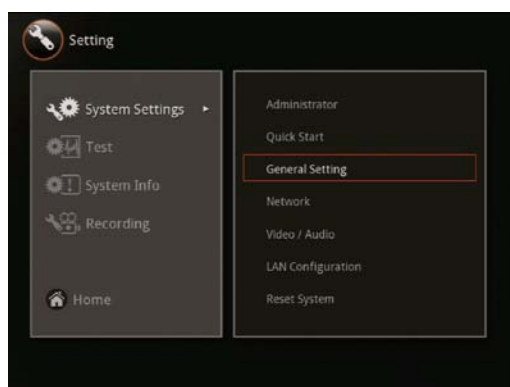 Setting
System Settings
Test
System Info
Recording
Home
Administrator
Quick Start
General Setting
Network
Video / Audio
LAN Configuration
Reset System